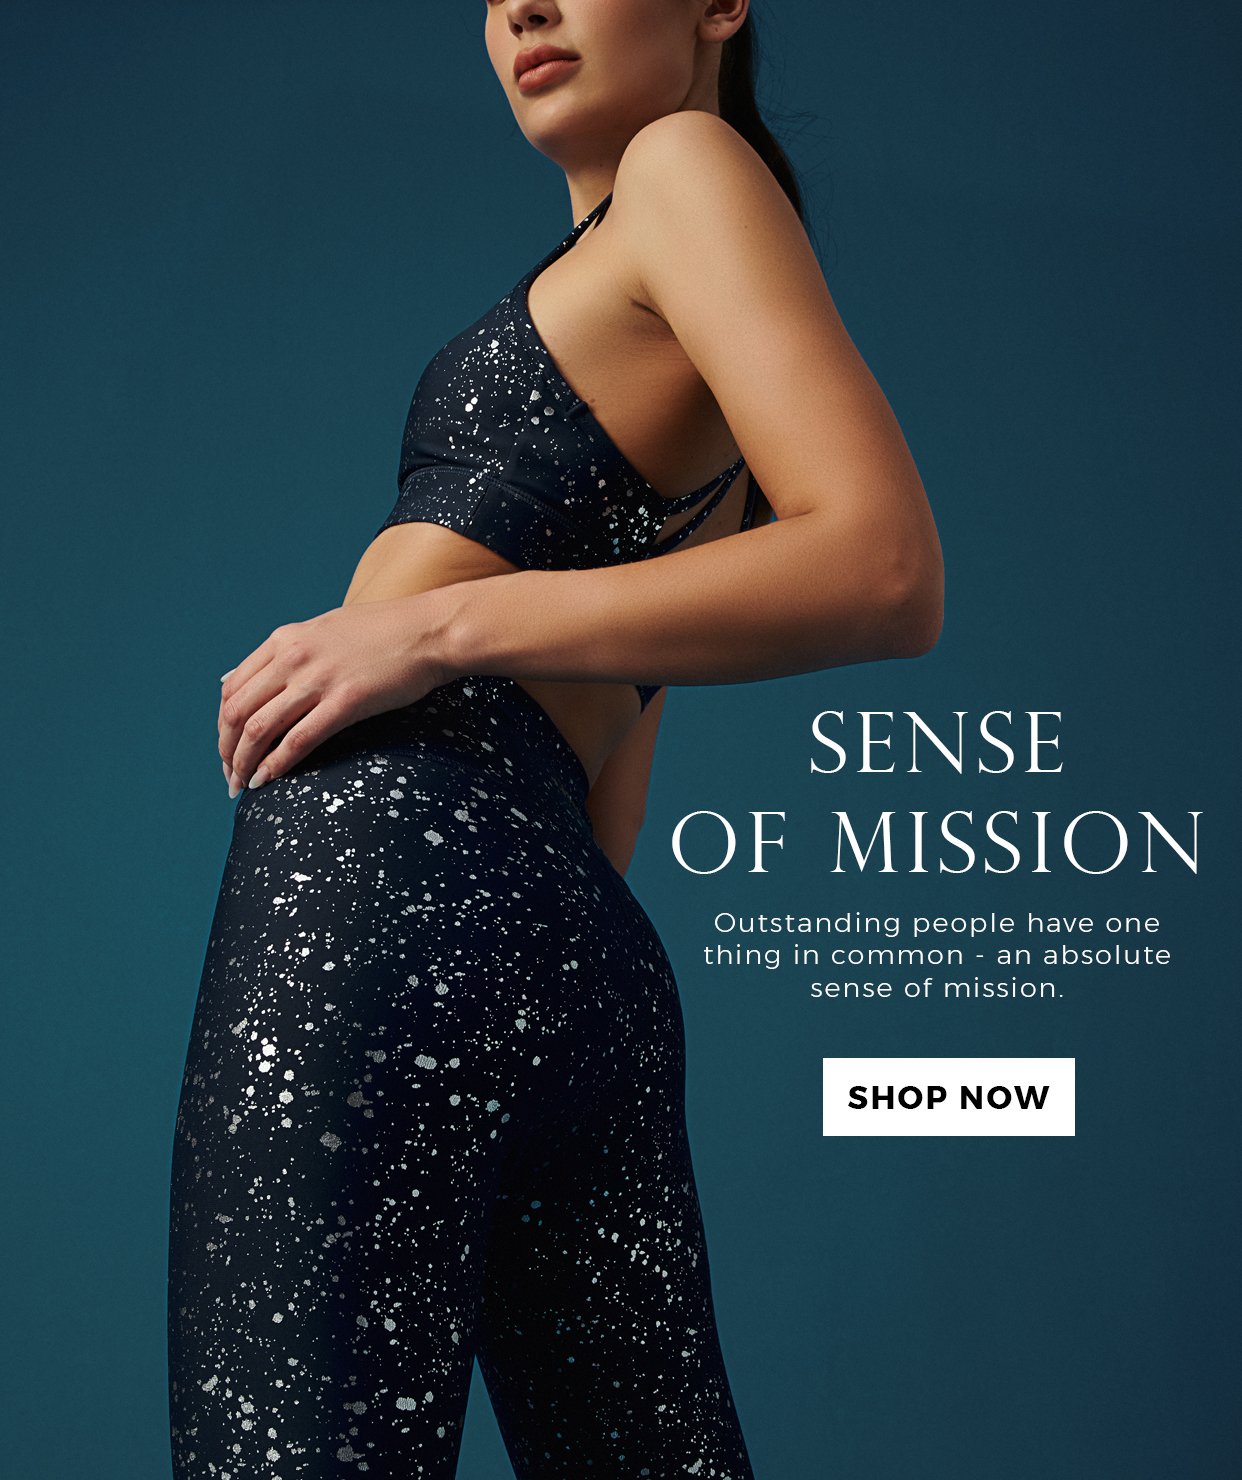 SENSE
OF MISSION
Outstanding people have one
thing in common - an absolute
sense of mission.
SHOP NOW